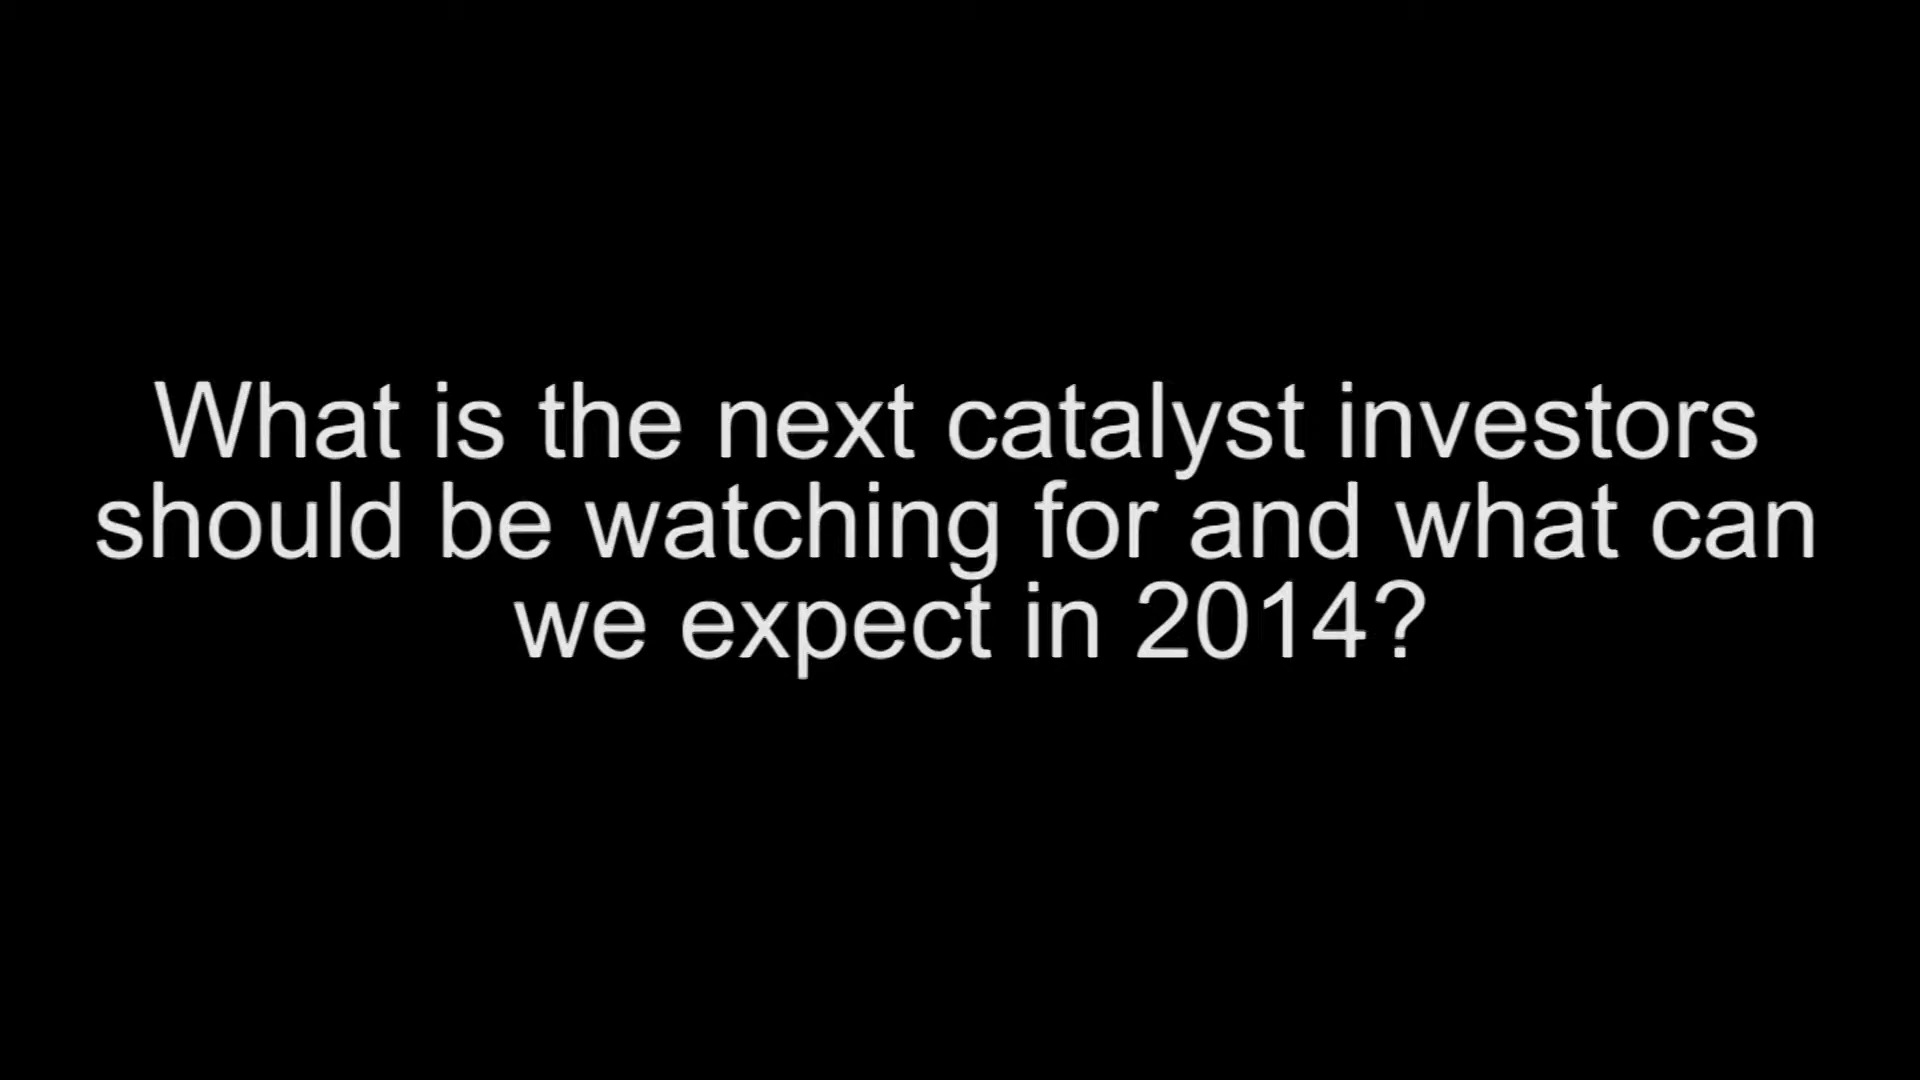 What is the next catalyst investors
should be watching for and what can
we expect in 2014?